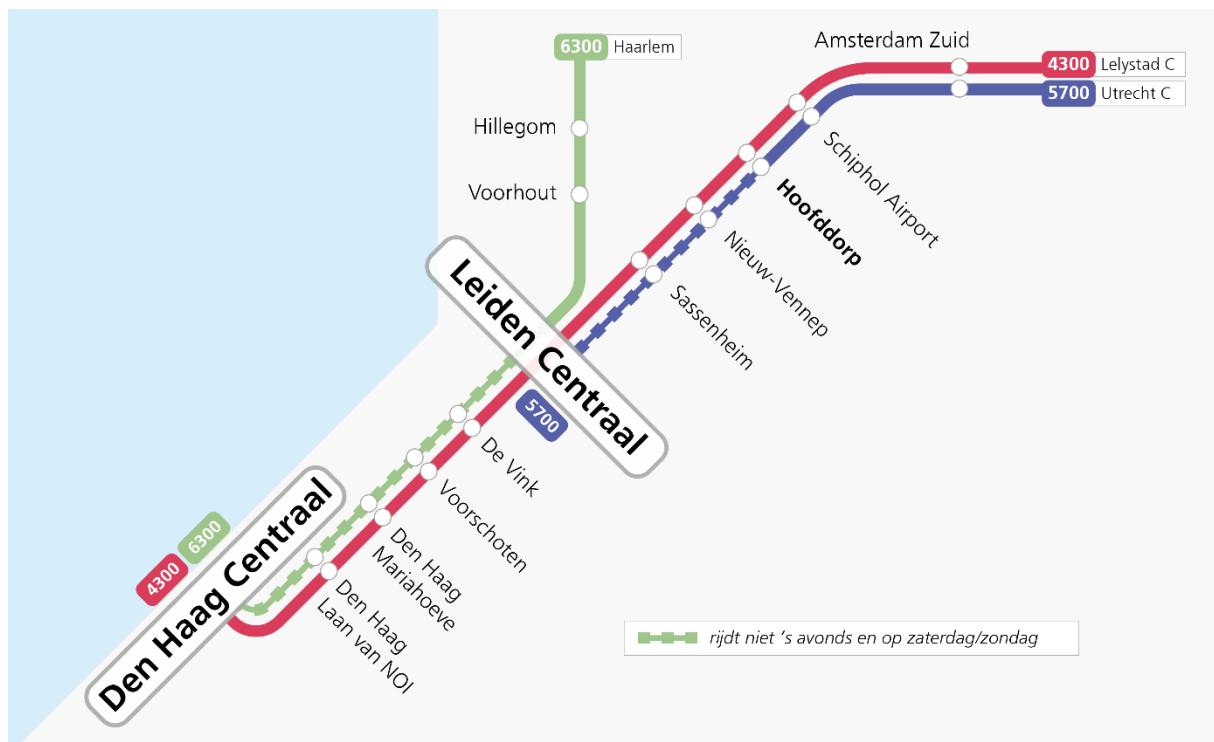 6300 Haarlem
Amsterdam Zuid
4300 Lelystad C
5700 Utrecht C
Hillegom
Voorhout
Schiphol Airport
Hoofddorp
Nieuw-Vennep
Sassenheim
Leiden Centraal
5700
De Vink
Voorschoten
Den Haag
Mariahoeve
Den Haag
Laan van NOI
6300
4300
Den Haag Centraal
rijdt niet ‘s avonds en op zaterdag/zondag